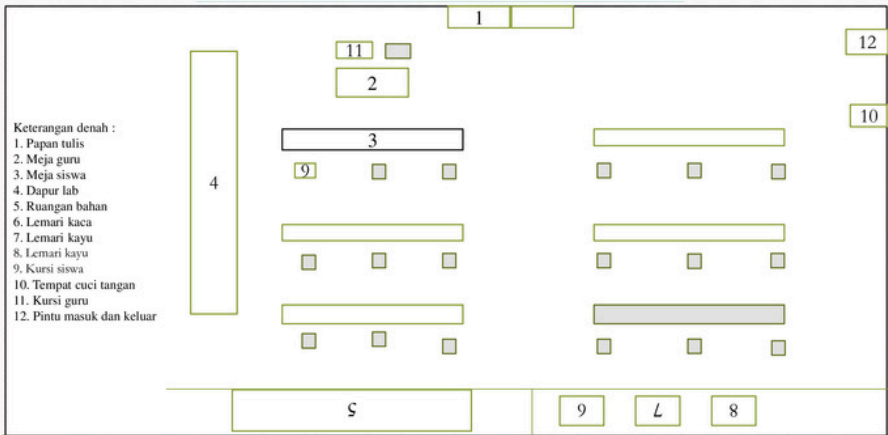 1
12
11
2
10
Keterangan denah :
1. Papan tulis
2. Meja guru
3. Meja siswa
4. Dapur lab
5. Ruangan bahan
6. Lemari kaca
7. Lemari kayu
8. Lemari kayu
9. Kursi siswa
10. Tempat cuci tangan
11. Kursi guru
12. Pintu masuk dan keluar
3
9
4
5
6
7
8